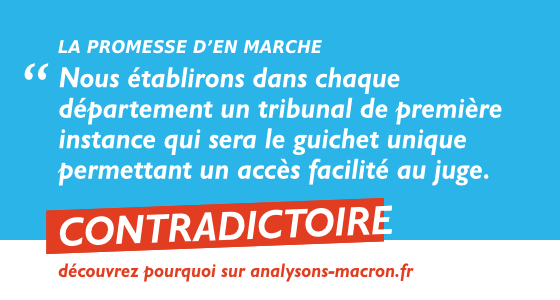 LA PROMESSE D'EN MARCHE
“ Nous établirons dans chaque
département un tribunal de première
instance qui sera le guichet unique
permettant un accès facilité au juge.
CONTRADICTOIRE
découvrez pourquoi sur analysons-macron.fr